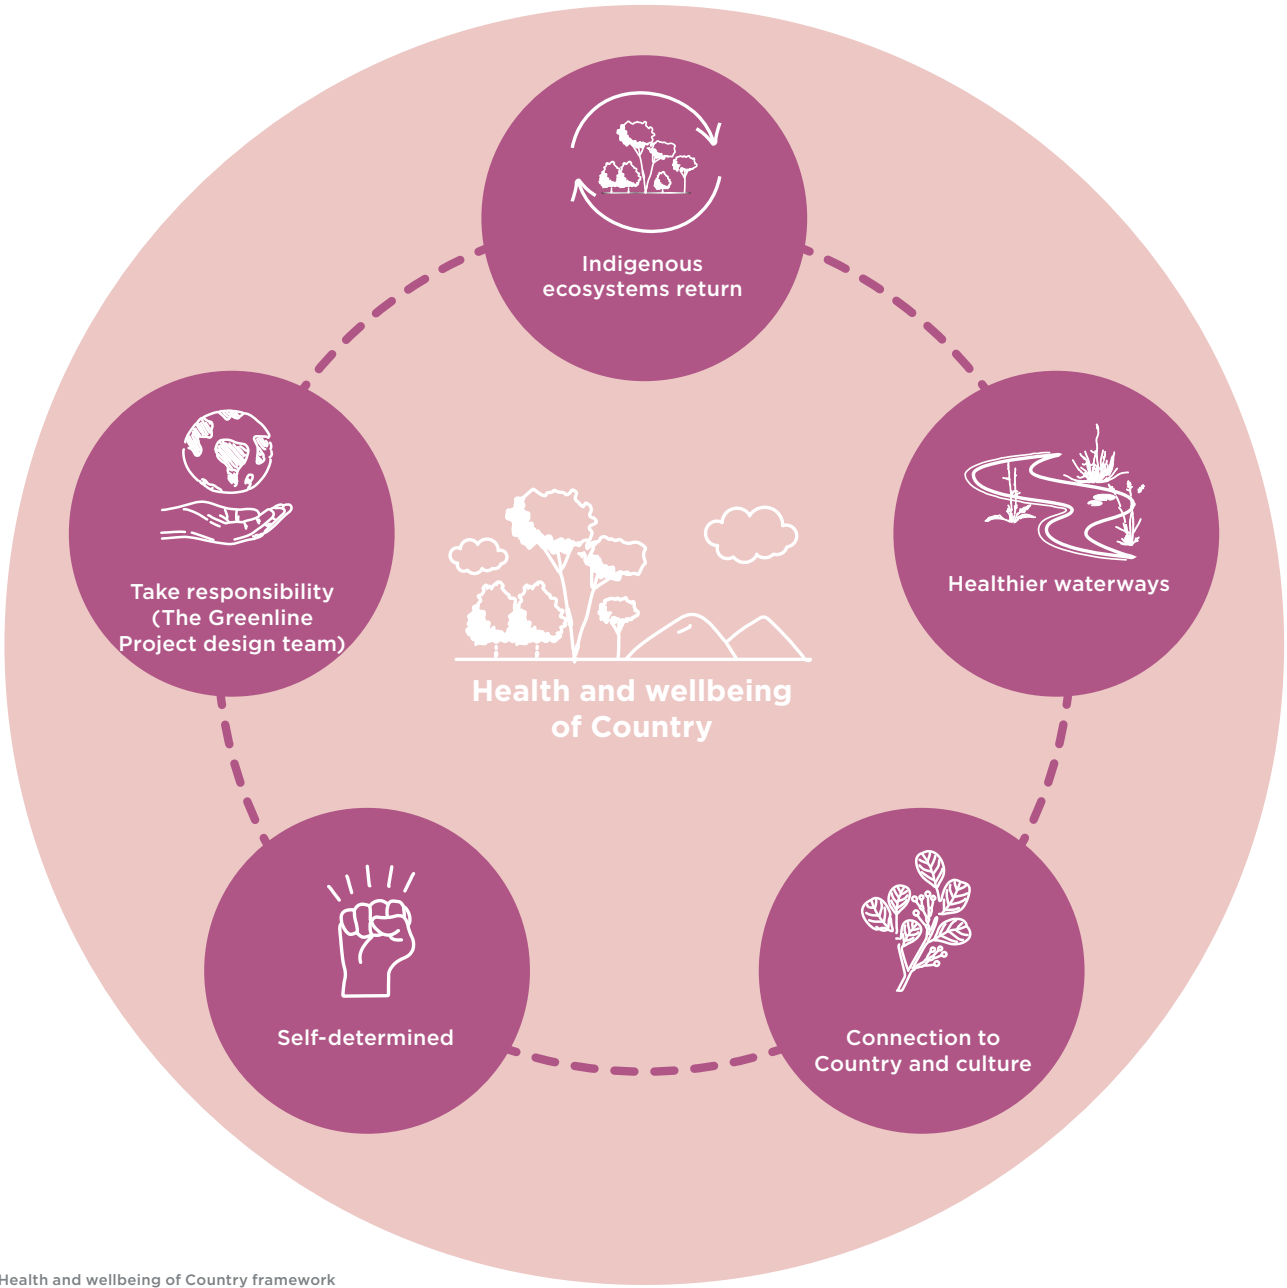 Indigenous
ecosystems return
Take responsibility
(The Greenline
Project design team)
Healthier waterways
Health and wellbeing
of Country
Self-determined
Connection to
Country and culture
Health and wellbeing of Country framework